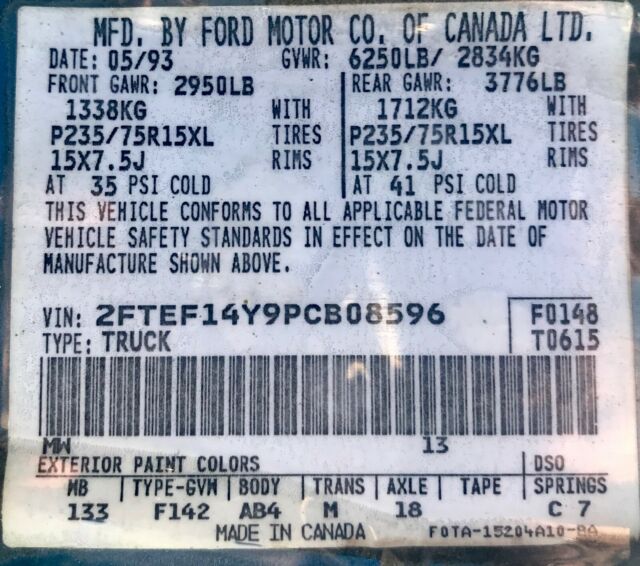 MFD. BY FORD MOTOR CO. OF CANADA LTD.
DATE: 05/93 GVWR: 6250LB/ 2834KG
FRONT GAWR: 2950LB REAR GAWR: 3776LB
1338KG WITH 1712KG WITH
P235/75R15XL TIRES P235/75R15XL TIRES
15X7.5J RIMS 15X7.5J RIMS
AT 35 PSI COLD AT 41 PSI COLD
THIS VEHICLE CONFORMS TO ALL APPLICABLE FEDERAL MOTOR
VEHICLE SAFETY STANDARDS IN EFFECT ON THE DATE OF
MANUFACTURE SHOWN ABOVE.
VIN: 2FTEF14Y9PCB08596 F0148
TYPE: TRUCK T0615
MW 13
EXTERIOR PAINT COLORS DSO
WB TYPE-GVW BODY TRANS AXLE TAPE SPRINGS
133 F142 AB4 M 18 C 7
MADE IN CANADA F0TA-15204A10-BA